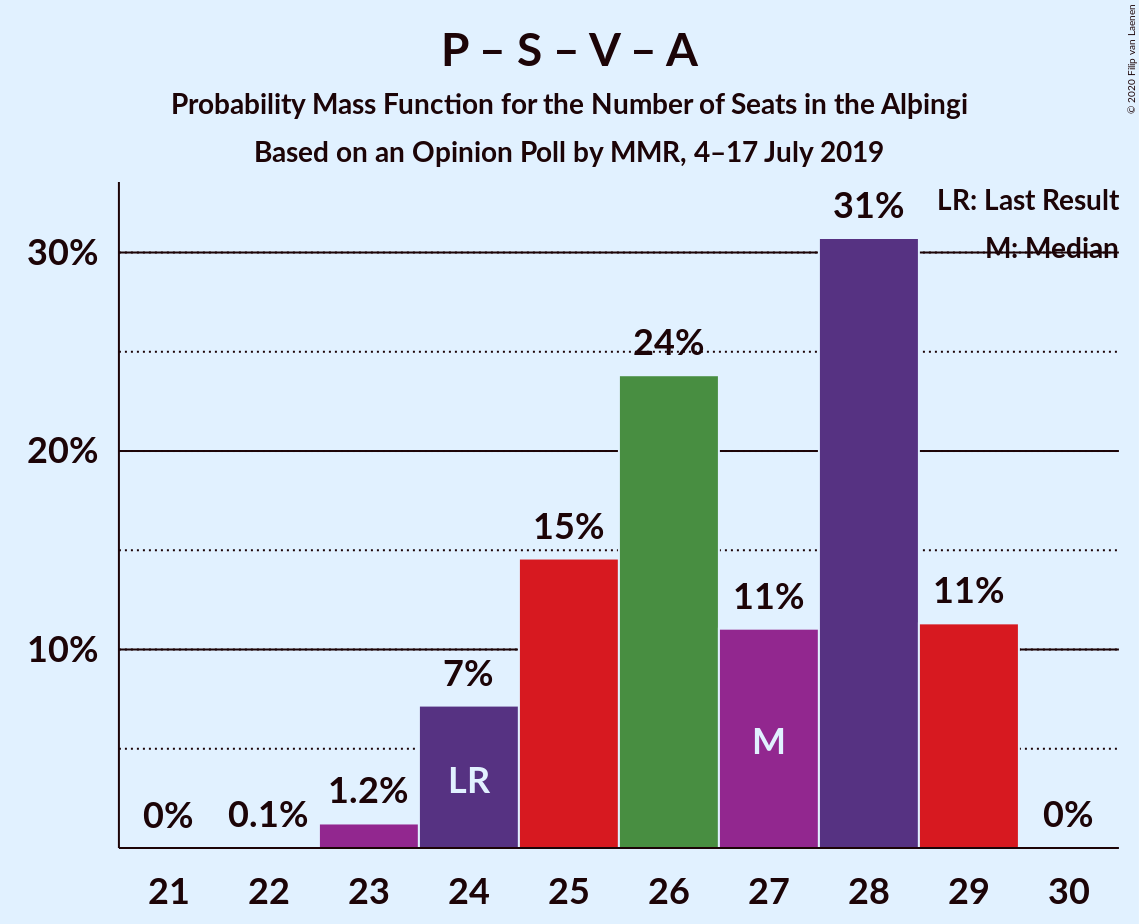 P – S – V – A
Probability Mass Function for the Number of Seats in the Alþingi
Based on an Opinion Poll by MMR, 4–17 July 2019
© 2020 Filip van Laenen
LR: Last Result
M: Median
30%
20%
10%
0%
0.1%
1.2%
7%
15%
24%
11%
31%
11%
0%
LR
M
21 22 23 24 25 26 27 28 29 30